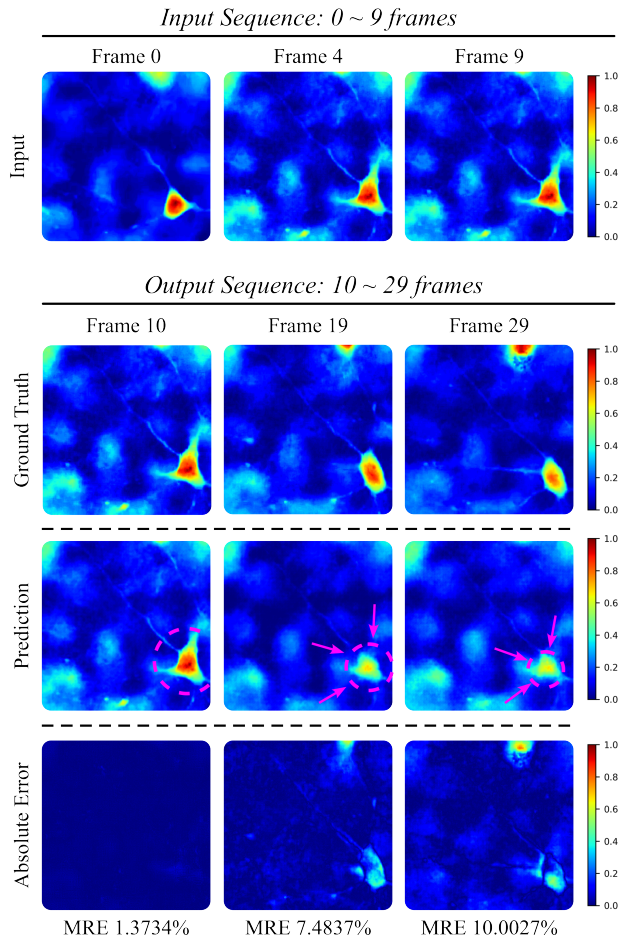 Input Sequence: 0 ~ 9 frames
Frame 0
Frame 4
Frame 9
Input
1.0
0.8
0.6
0.4
0.2
0.0
Output Sequence: 10 ~ 29 frames
Frame 10
Frame 19
Frame 29
Ground Truth
1.0
0.8
0.6
0.4
0.2
0.0
Prediction
1.0
0.8
0.6
0.4
0.2
0.0
Absolute Error
1.0
0.8
0.6
0.4
0.2
0.0
MRE 1.3734%
MRE 7.4837%
MRE 10.0027%